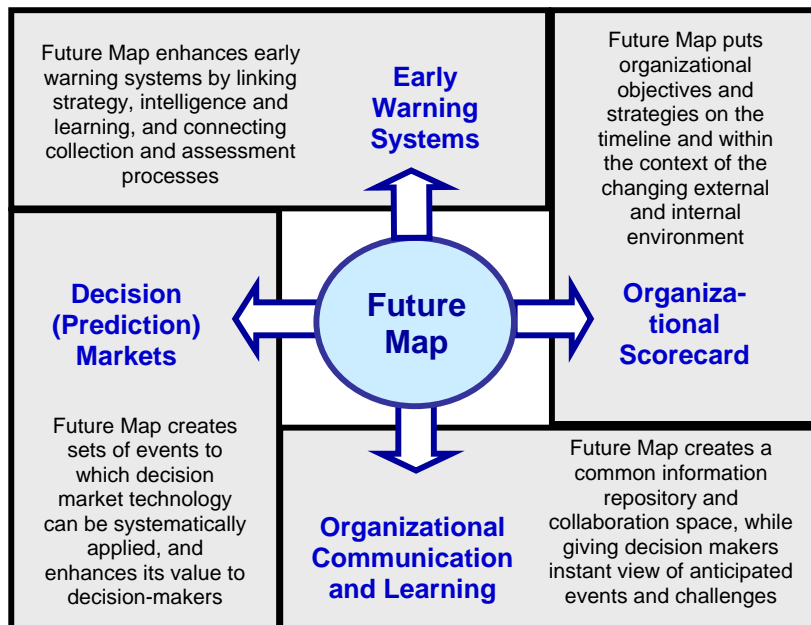 Future Map enhances early
warning systems by linking
strategy, intelligence and
learning, and connecting
collection and assessment
processes
Early
Warning
Systems
Future Map puts
organizational
objectives and
strategies on the
timeline and within
the context of the
changing external
and internal
environment
Organiza-
tional
Scorecard
Decision
(Prediction)
Markets
Future
Map
Future Map creates
sets of events to
which decision
market technology
can be systematically
applied, and
enhances its value to
decision-makers
Organizational
Communication
and Learning
Future Map creates a
common information
repository and
collaboration space, while
giving decision makers
instant view of anticipated
events and challenges